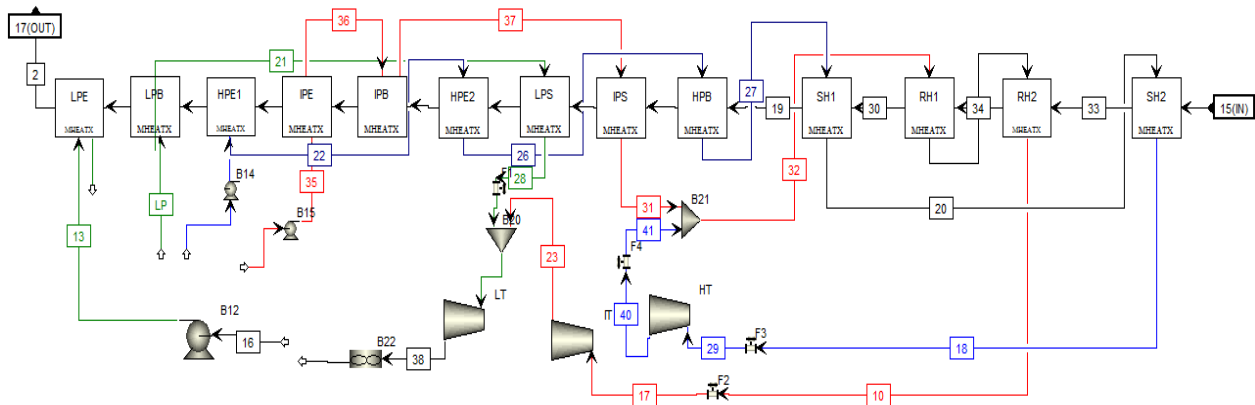 17(OUT)
36
37
21
2
LPE
MHEATX
LPB
MHEATX
HPE1
MHEATX
IPE
MHEATX
IPB
MHEATX
HPE2
MHEATX
LPS
MHEATX
IPS
MHEATX
HPB
MHEATX
27
19
SH1
MHEATX
30
RH1
MHEATX
34
RH2
MHEATX
33
SH2
MHEATX
15(IN)
22
26
28
32
B14
35
LP
B15
13
B20
31
41
B21
20
F4
23
LT
IT
HT
40
B12
16
B22
38
29
F3
18
17
F2
10